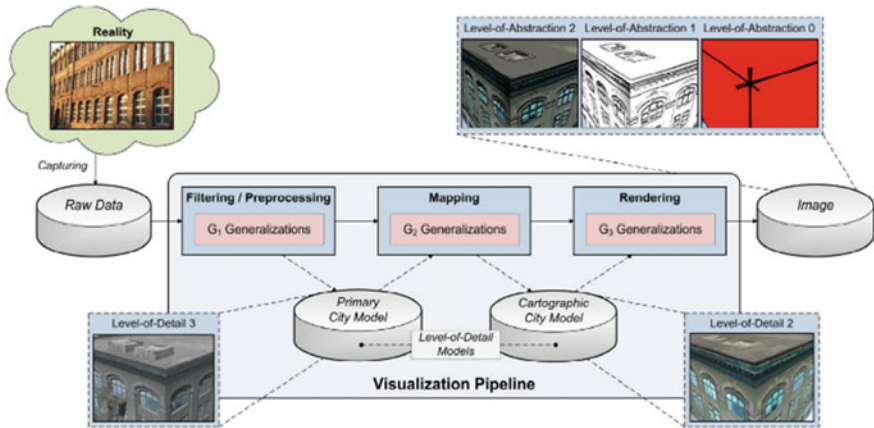 Reality
Level-of-Abstraction 2
Level-of-Abstraction 1
Level-of-Abstraction 0
Capturing
Raw Data
Filtering / Preprocessing
G₁ Generalizations
Mapping
G₂ Generalizations
Rendering
G₃ Generalizations
Image
Primary
City Model
Cartographic
City Model
Level-of-Detail
Models
Level-of-Detail 3
Level-of-Detail 2
Visualization Pipeline